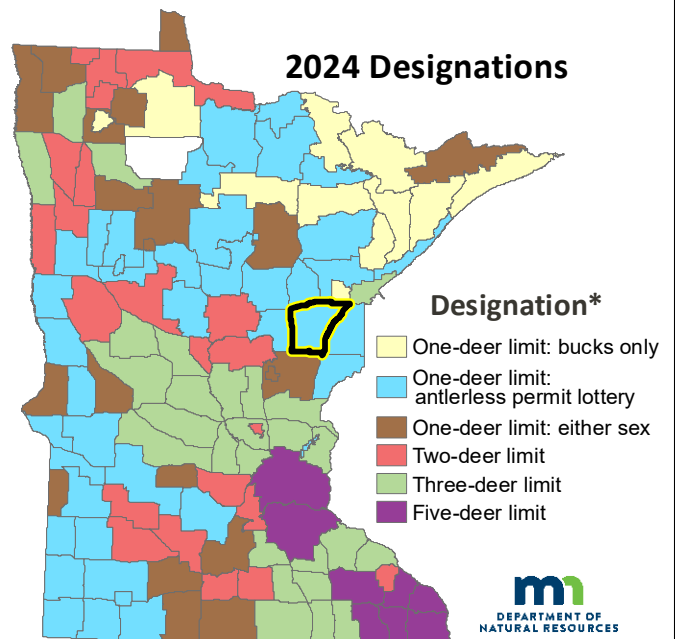 2024 Designations
Designation*
One-deer limit: bucks only
One-deer limit:
antlerless permit lottery
One-deer limit: either sex
Two-deer limit
Three-deer limit
Five-deer limit
mn
DEPARTMENT OF
NATURAL RESOURCES